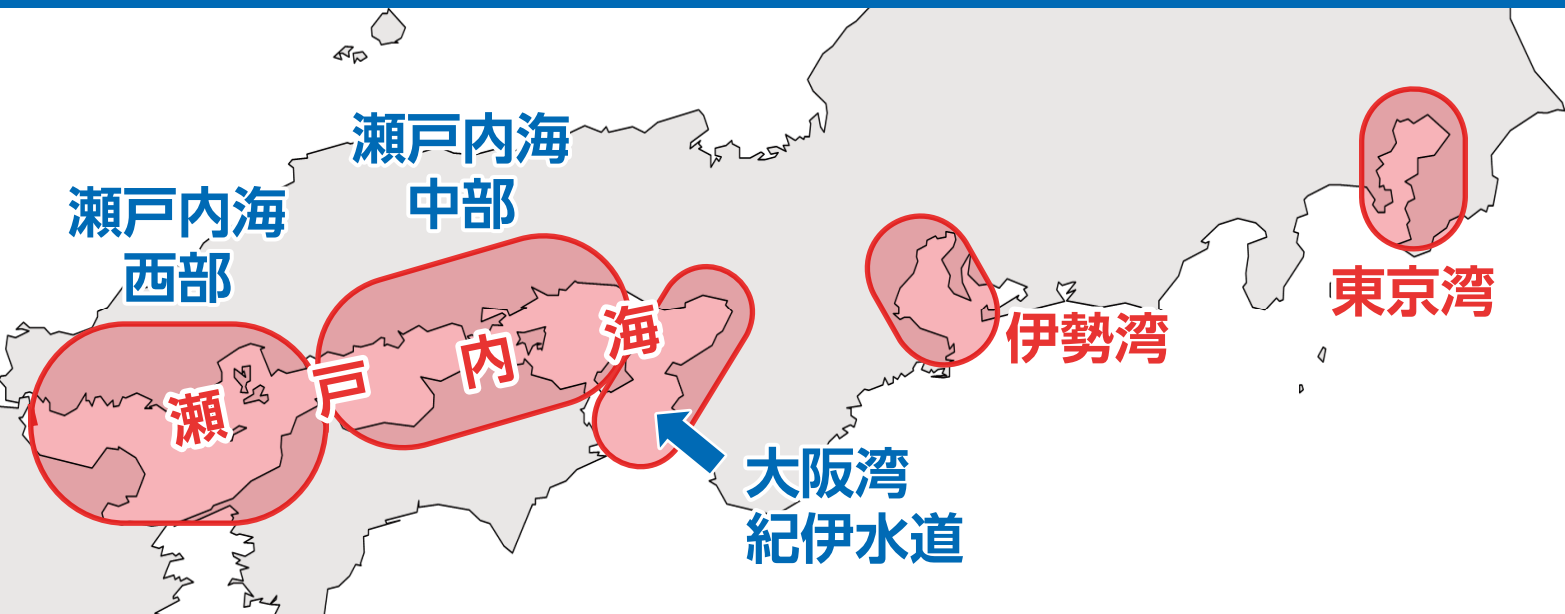 瀬戸内海
中部
瀬戸内海
西部
瀬戸内海
東京湾
伊勢湾
大阪湾
紀伊水道